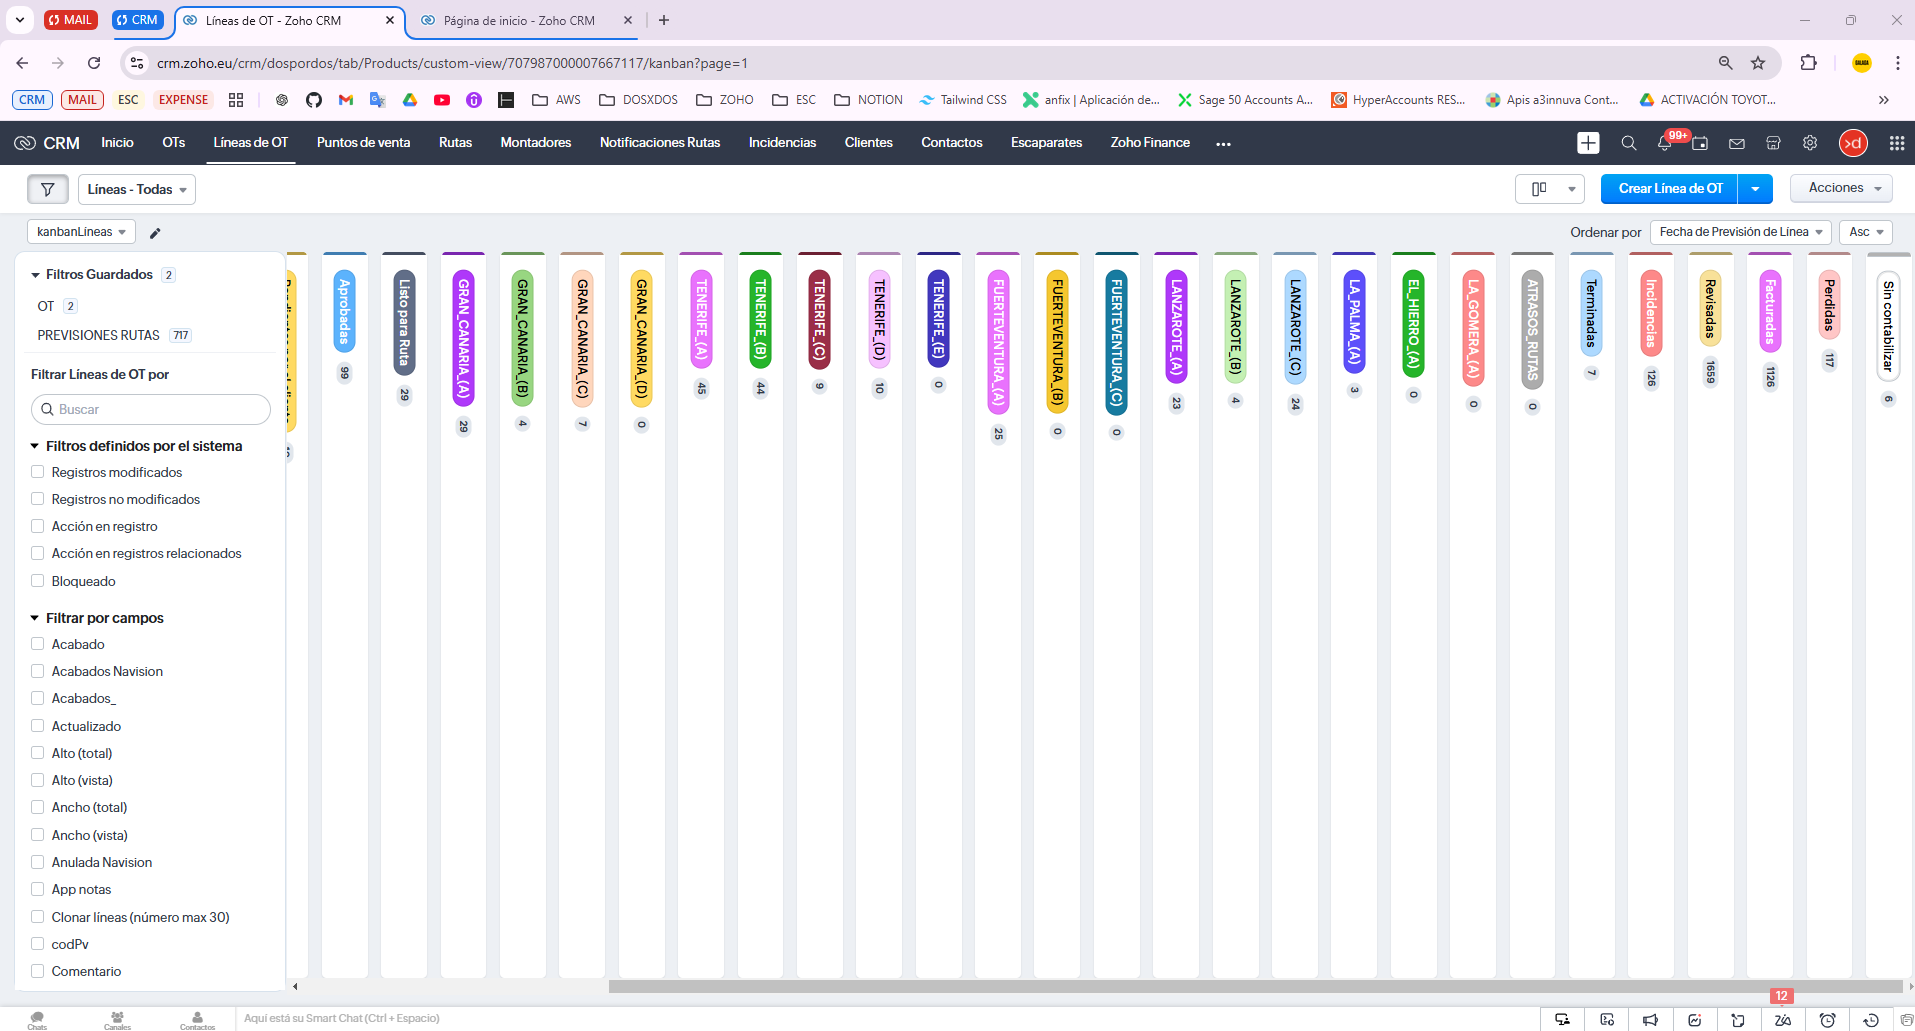 MAIL
CRM
Líneas de OT - Zoho CRM
Página de inicio - Zoho CRM
crm.zoho.eu/crm/dospordos/tab/Products/custom-view/707987000007667117/kanban?page=1
CRM
MAIL
ESC
EXPENSE
AWS
DOSXDOS
ZOHO
ESC
NOTION
Tailwind CSS
anfix | Aplicación de...
Sage 50 Accounts A...
HyperAccounts RES...
Apis a3innuva Cont...
ACTIVACIÓN TOYOT...
CRM
Inicio
OTs
Líneas de OT
Puntos de venta
Rutas
Montadores
Notificaciones Rutas
Incidencias
Clientes
Contactos
Escaparates
Zoho Finance
99+
Líneas - Todas
Crear Línea de OT
Acciones
kanbanLíneas
Ordenar por
Fecha de Previsión de Línea
Asc
Filtros Guardados 2
OT 2
PREVISIONES RUTAS 717
Filtrar Líneas de OT por
Buscar
Filtros definidos por el sistema
Registros modificados
Registros no modificados
Acción en registro
Acción en registros relacionados
Bloqueado
Filtrar por campos
Acabado
Acabados Navision
Acabados_
Actualizado
Alto (total)
Alto (vista)
Ancho (total)
Ancho (vista)
Anulada Navision
App notas
Clonar líneas (número max 30)
codPv
Comentario
Aprobadas 99
Listo para Ruta 29
GRAN_CANARIA_(A) 29
GRAN_CANARIA_(B) 4
GRAN_CANARIA_(C) 7
GRAN_CANARIA_(D) 0
TENERIFE_(A) 45
TENERIFE_(B) 44
TENERIFE_(C) 9
TENERIFE_(D) 10
TENERIFE_(E) 0
FUERTEVENTURA_(A) 25
FUERTEVENTURA_(B) 0
FUERTEVENTURA_(C) 0
LANZAROTE_(A) 23
LANZAROTE_(B) 4
LANZAROTE_(C) 24
LA_PALMA_(A) 3
EL_HIERRO_(A) 0
LA_GOMERA_(A) 0
ATRASOS_RUTAS 0
Terminadas 7
Incidencias 126
Revisadas 1659
Facturadas 1126
Perdidas 117
Sin contabilizar 6
Chats
Canales
Contactos
Aquí está su Smart Chat (Ctrl + Espacio)
12